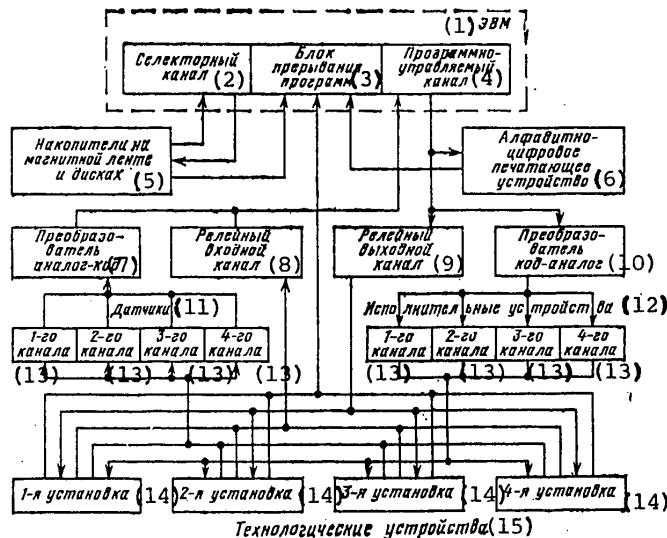 (1) ЭВМ
Селекторный
канал (2)
Блок
прерывания
программ (3)
Программно-
управляемый
канал (4)
Накопители на
магнитной ленте
и дисках (5)
Алфавитно-
цифровое
печатающее
устройство (6)
Преобразо-
ватель
аналог-код (7)
Релейный
входной
канал (8)
Релейный
выходной
канал (9)
Преобразо-
ватель
код-аналог (10)
Датчики (11)
Исполнительные устройства (12)
1-го канала
2-го канала
3-го канала
4-го канала
1-го канала
2-го канала
3-го канала
4-го канала
(13) (13) (13) (13) (13) (13) (13) (13)
1-я установка (14) 2-я установка (14) 3-я установка (14) 4-я установка (14)
Технологические устройства (15)